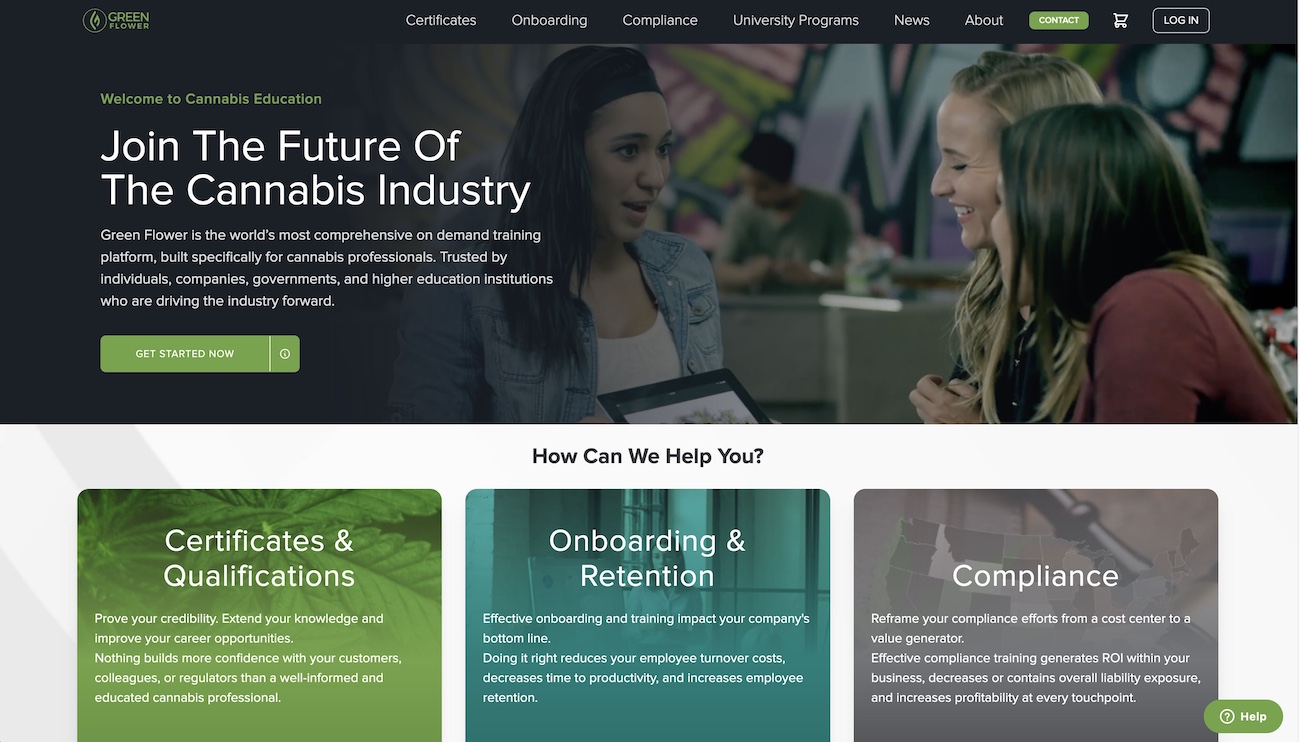 GREEN
FLOWER
Certificates
Onboarding
Compliance
University Programs
News
About
CONTACT
LOG IN
Welcome to Cannabis Education
Join The Future Of
The Cannabis Industry
Green Flower is the world's most comprehensive on demand training
platform, built specifically for cannabis professionals. Trusted by
individuals, companies, governments, and higher education institutions
who are driving the industry forward.
GET STARTED NOW
How Can We Help You?
Certificates &
Qualifications
Prove your credibility. Extend your knowledge and
improve your career opportunities.
Nothing builds more confidence with your customers,
colleagues, or regulators than a well-informed and
educated cannabis professional.
Onboarding &
Retention
Effective onboarding and training impact your company's
bottom line.
Doing it right reduces your employee turnover costs,
decreases time to productivity, and increases employee
retention.
Compliance
Reframe your compliance efforts from a cost center to a
value generator.
Effective compliance training generates ROI within your
business, decreases or contains overall liability exposure,
and increases profitability at every touchpoint.
Help